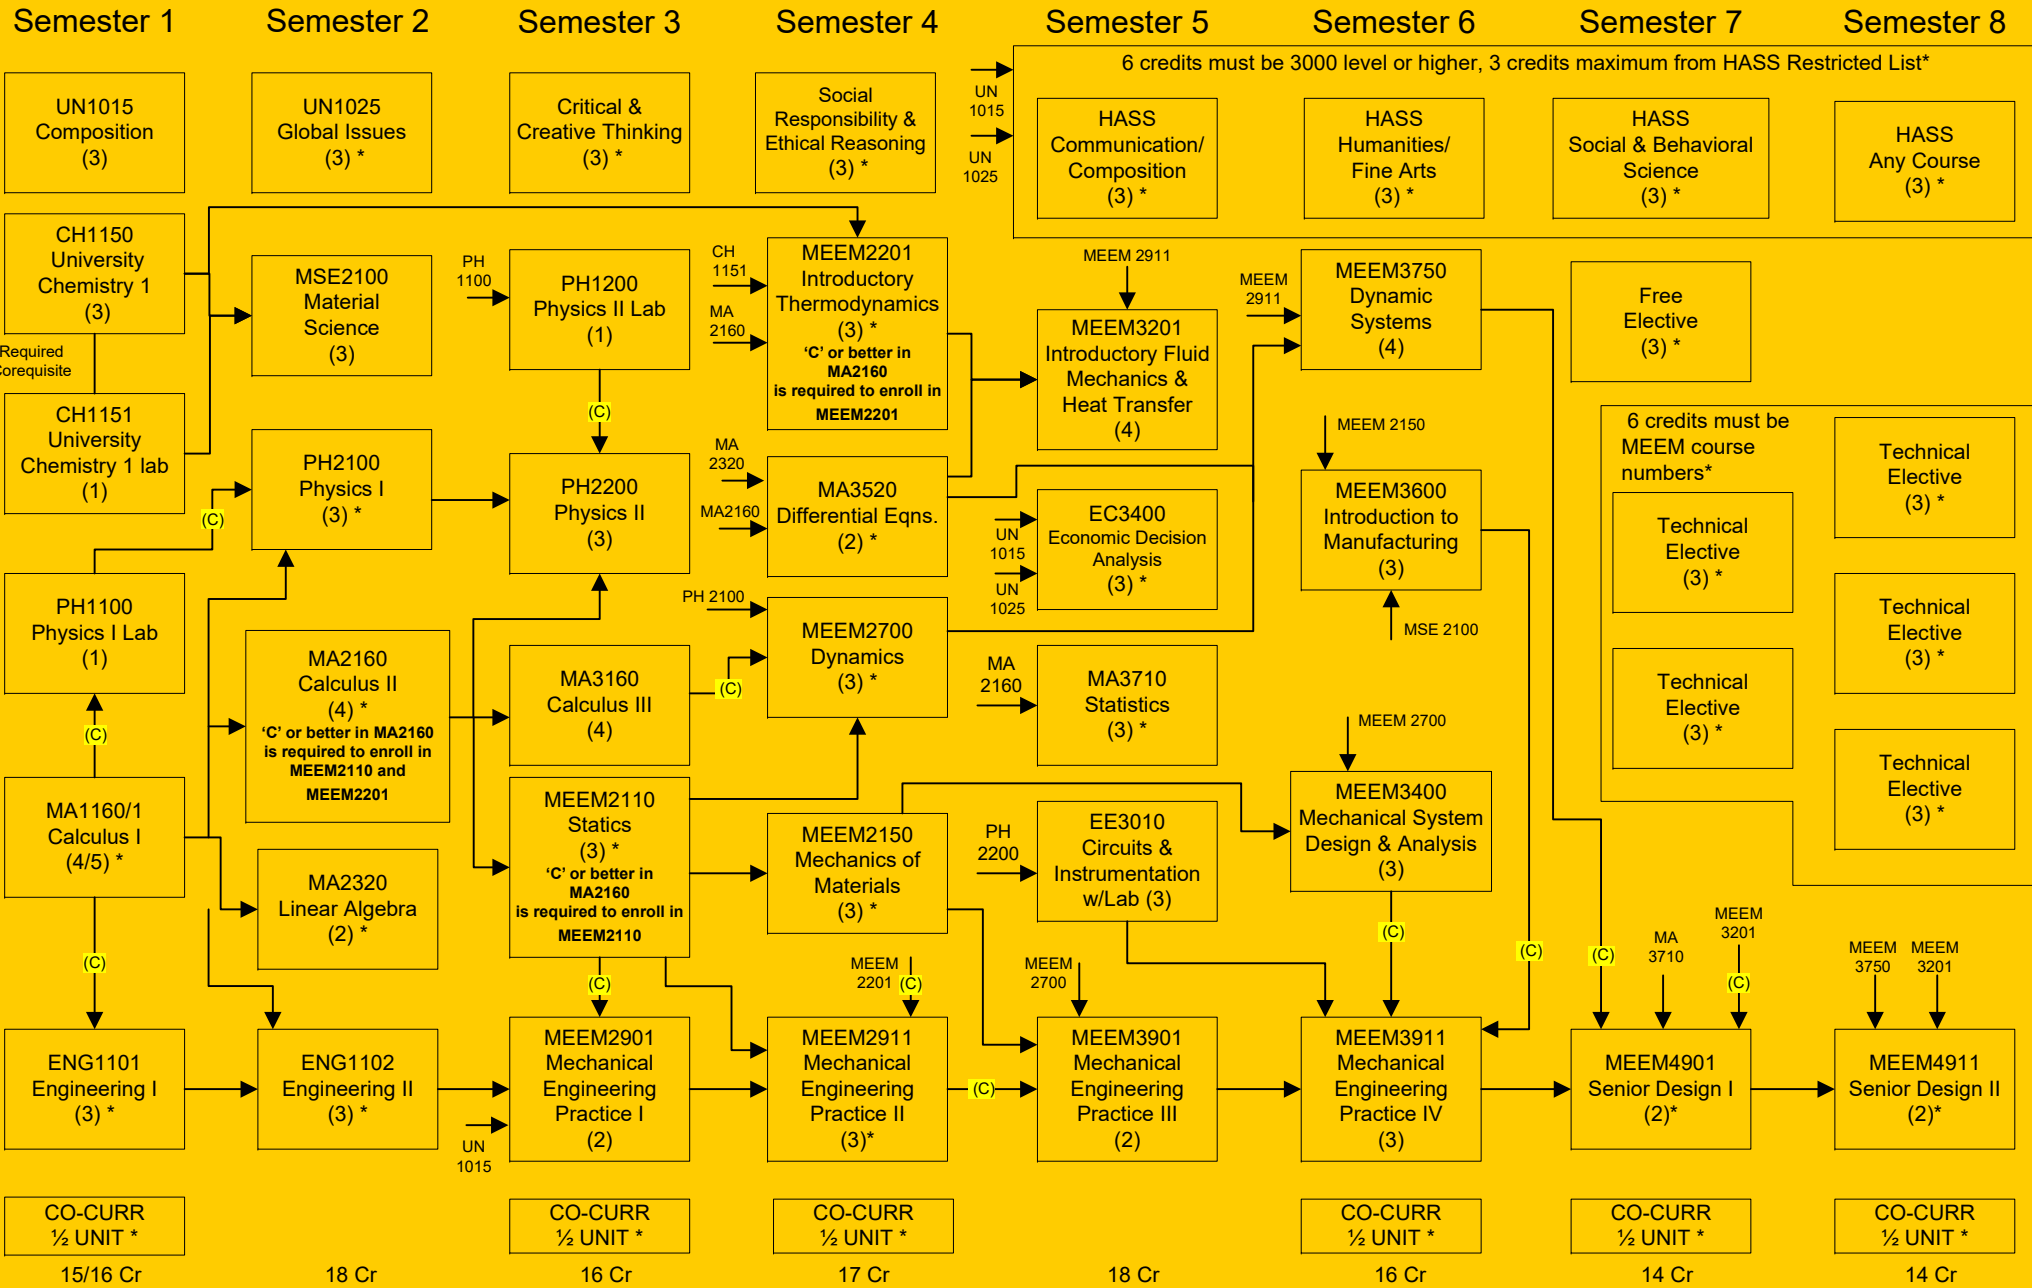 Semester 1
Semester 2
Semester 3
Semester 4
Semester 5
Semester 6
Semester 7
Semester 8
6 credits must be 3000 level or higher, 3 credits maximum from HASS Restricted List*
UN1015
Composition
(3)
UN1025
Global Issues
(3) *
Critical &
Creative Thinking
(3) *
Social
Responsibility &
Ethical Reasoning
(3) *
UN
1015
UN
1025
HASS
Communication/
Composition
(3) *
HASS
Humanities/
Fine Arts
(3) *
HASS
Social & Behavioral
Science
(3) *
HASS
Any Course
(3) *
CH1150
University
Chemistry 1
(3)
Required
Corequisite
CH1151
University
Chemistry 1 lab
(1)
(C)
PH1100
Physics I Lab
(1)
(C)
MA1160/1
Calculus I
(4/5) *
(C)
ENG1101
Engineering I
(3) *
MSE2100
Material
Science
(3)
PH2100
Physics I
(3) *
MA2160
Calculus II
(4) *
‘C’ or better in MA2160
is required to enroll in
MEEM2110 and
MEEM2201
MA2320
Linear Algebra
(2) *
ENG1102
Engineering II
(3) *
PH
1100
PH1200
Physics II Lab
(1)
(C)
PH2200
Physics II
(3)
MA3160
Calculus III
(4)
(C)
MEEM2110
Statics
(3) *
‘C’ or better in
MA2160
is required to enroll in
MEEM2110
(C)
UN
1015
MEEM2901
Mechanical
Engineering
Practice I
(2)
CH
1151
MA
2160
MEEM2201
Introductory
Thermodynamics
(3) *
‘C’ or better in
MA2160
is required to enroll in
MEEM2201
MA
2320
MA2160
MA3520
Differential Eqns.
(2) *
PH 2100
MEEM2700
Dynamics
(3) *
MEEM2150
Mechanics of
Materials
(3) *
MEEM
2201
(C)
MEEM2911
Mechanical
Engineering
Practice II
(3)*
(C)
MEEM 2911
MEEM3201
Introductory Fluid
Mechanics &
Heat Transfer
(4)
UN
1015
UN
1025
EC3400
Economic Decision
Analysis
(3) *
MA
2160
MA3710
Statistics
(3) *
PH
2200
EE3010
Circuits &
Instrumentation
w/Lab (3)
MEEM
2700
MEEM3901
Mechanical
Engineering
Practice III
(2)
MEEM
2911
MEEM3750
Dynamic
Systems
(4)
MEEM 2150
MEEM3600
Introduction to
Manufacturing
(3)
MSE 2100
MEEM 2700
MEEM3400
Mechanical System
Design & Analysis
(3)
(C)
(C)
MEEM3911
Mechanical
Engineering
Practice IV
(3)
Free
Elective
(3) *
6 credits must be
MEEM course
numbers*
Technical
Elective
(3) *
Technical
Elective
(3) *
(C)
MA
3710
MEEM
3201
(C)
MEEM4901
Senior Design I
(2)*
Technical
Elective
(3) *
Technical
Elective
(3) *
Technical
Elective
(3) *
MEEM
3750
MEEM
3201
MEEM4911
Senior Design II
(2)*
CO-CURR
½ UNIT *
CO-CURR
½ UNIT *
CO-CURR
½ UNIT *
CO-CURR
½ UNIT *
CO-CURR
½ UNIT *
CO-CURR
½ UNIT *
15/16 Cr
18 Cr
16 Cr
17 Cr
18 Cr
16 Cr
14 Cr
14 Cr